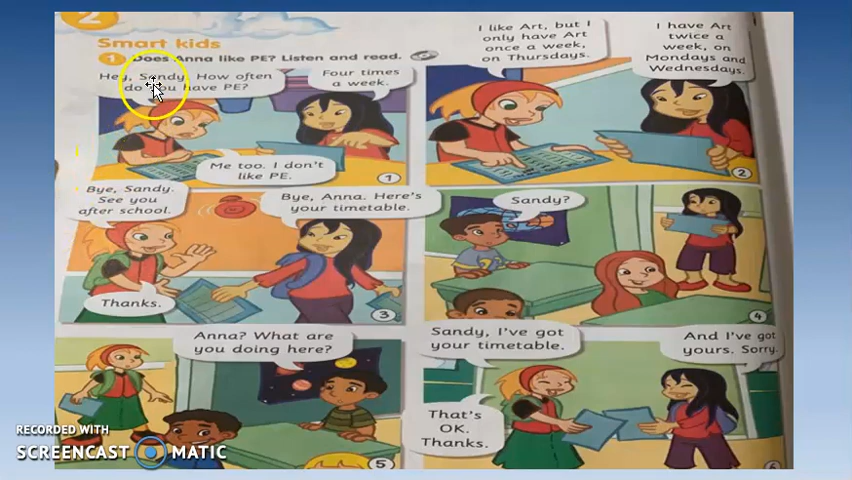 2
Smart kids
1 Does Anna like PE? Listen and read.
Hey, Sandy. How often
do you have PE?
Four times
a week.
Me too. I don't
like PE.
1
I like Art, but I
only have Art
once a week,
on Thursdays.
I have Art
twice a
week, on
Mondays and
Wednesdays.
2
Bye, Sandy.
See you
after school.
Bye, Anna. Here's
your timetable.
Thanks.
3
Sandy?
4
Anna? What are
you doing here?
5
Sandy, I've got
your timetable.
And I've got
yours. Sorry.
That's
OK.
Thanks.
6
RECORDED WITH
SCREENCAST MATIC